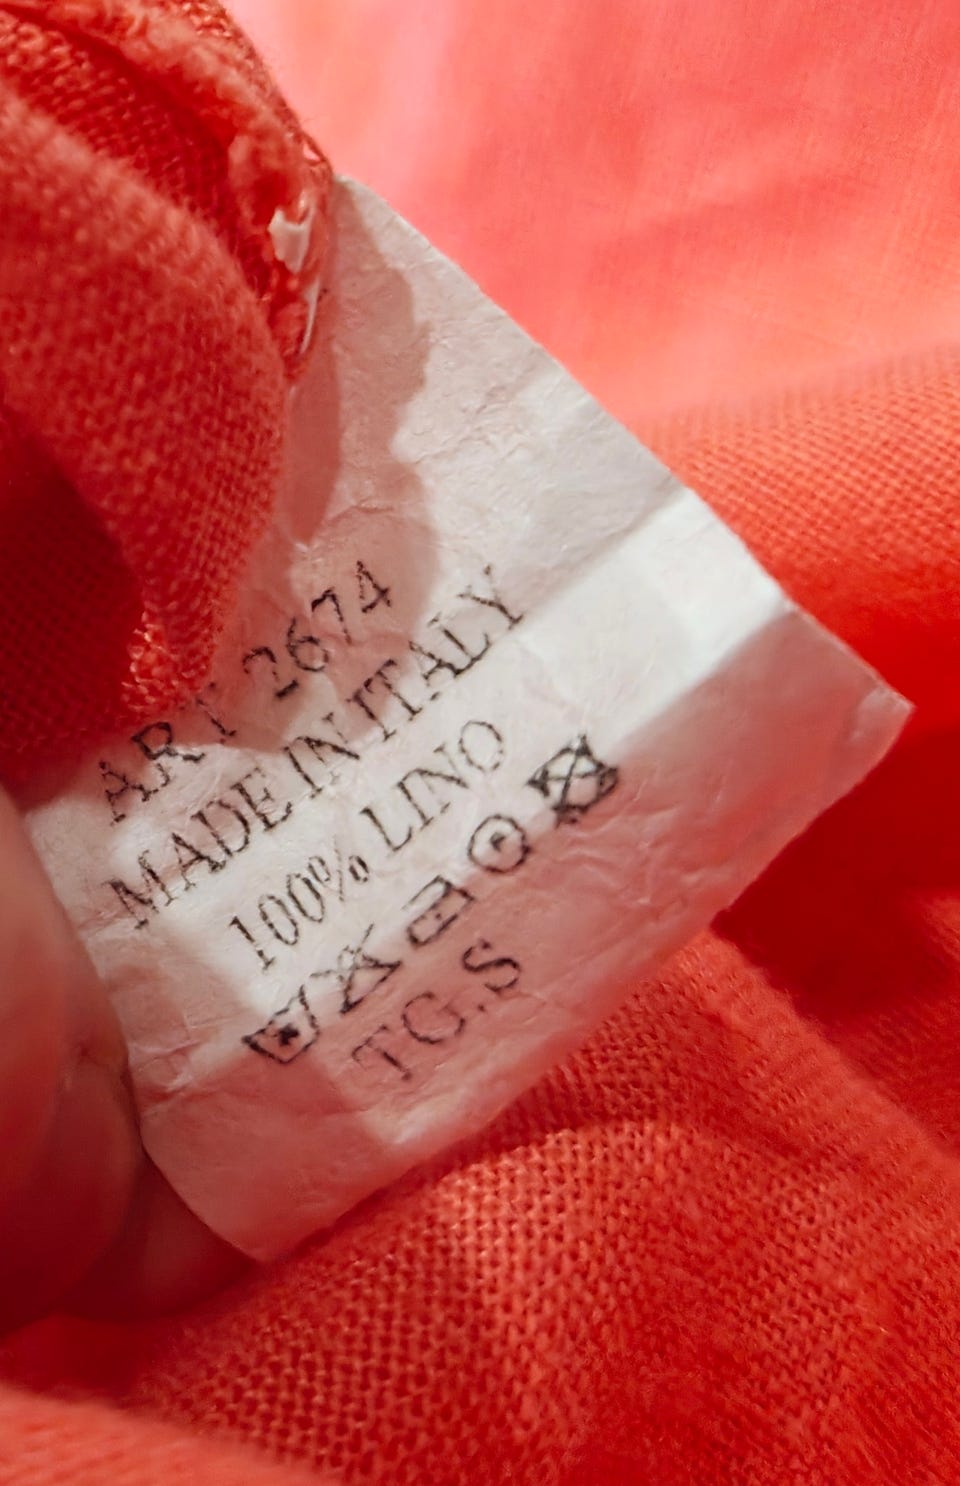 ART 2674
MADE IN ITALY
100% LINO
TG.S